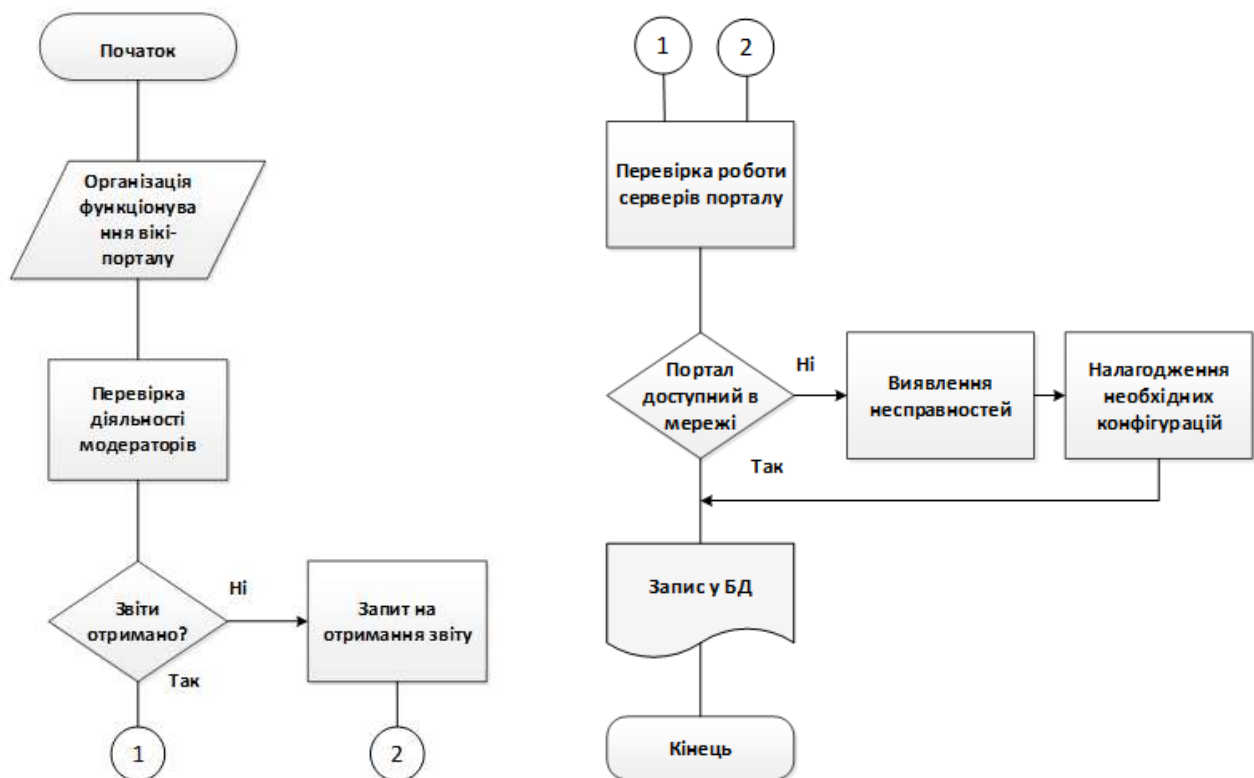 Початок
Організація
функціонува
ння вікі-
порталу
Перевірка
діяльності
модераторів
Звіти
отримано?
Ні
Запит на
отримання звіту
Так
1
2
1
2
Перевірка роботи
серверів порталу
Портал
доступний в
мережі
Ні
Виявлення
несправностей
Налагодження
необхідних
конфігурацій
Так
Запис у БД
Кінець